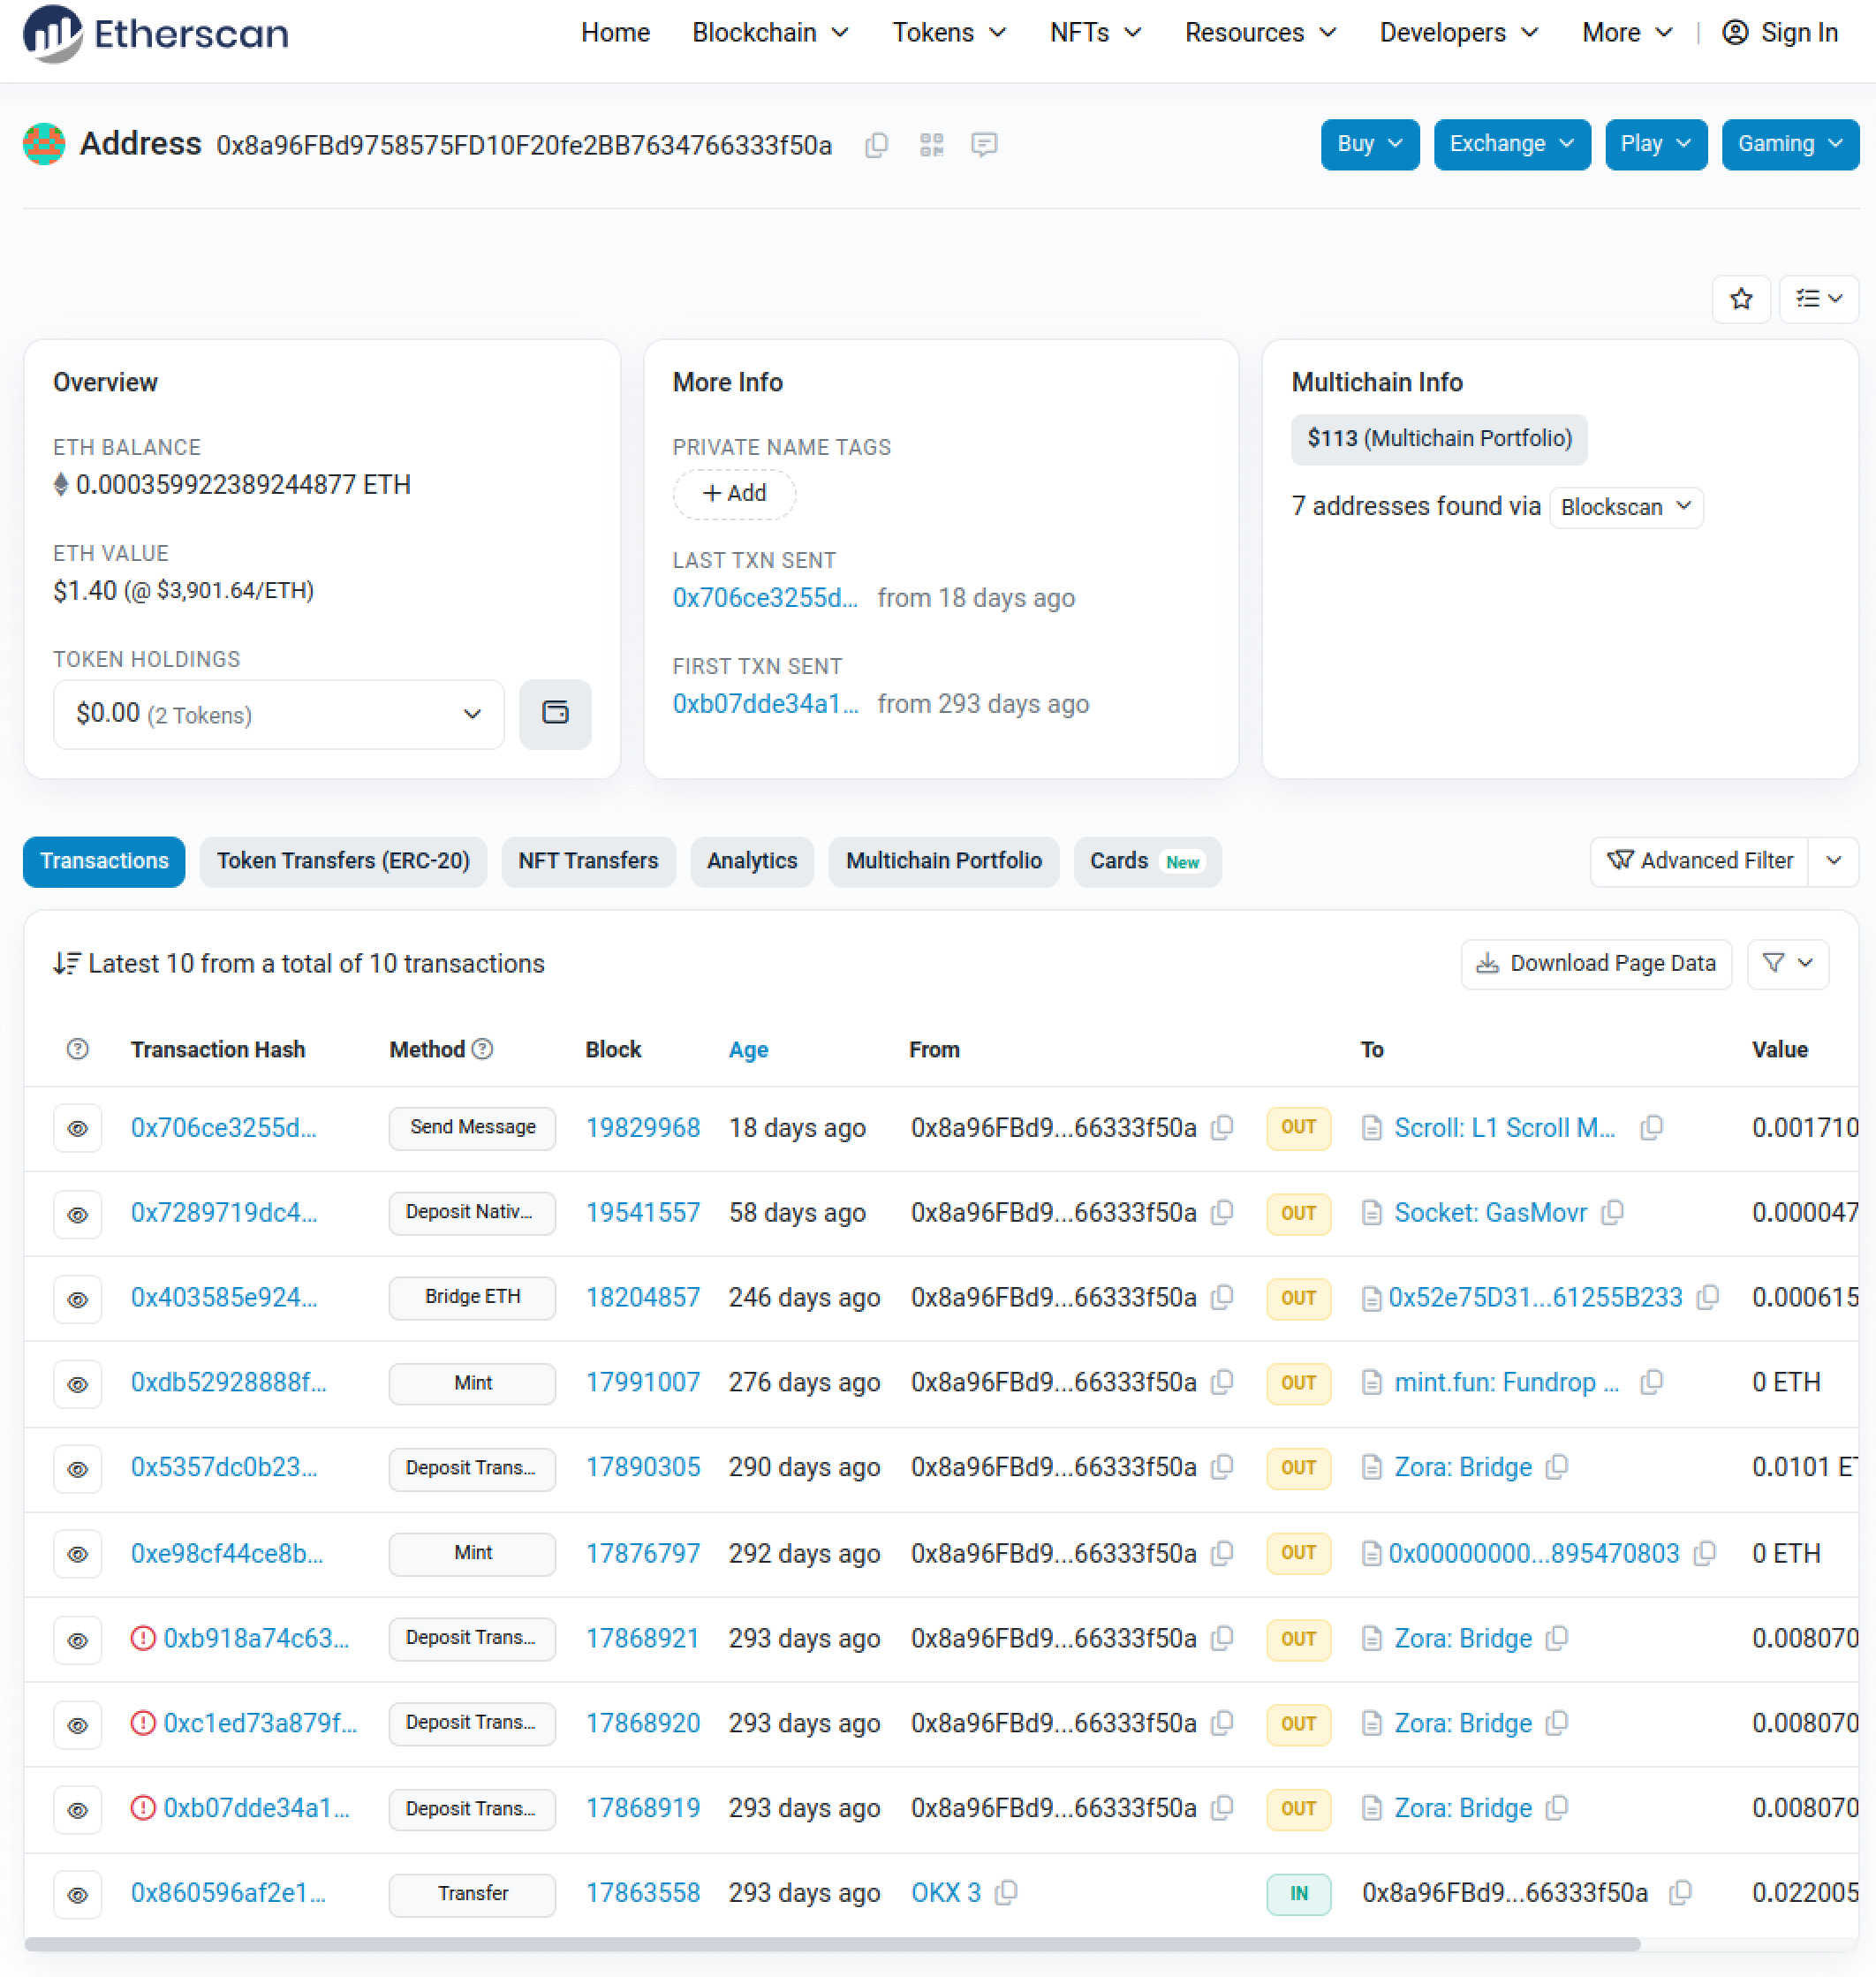 Etherscan
Home Blockchain Tokens NFTs Resources Developers More | Sign In
Address 0x8a96FBd9758575FD10F20fe2BB7634766333f50a
Buy Exchange Play Gaming
Overview
ETH BALANCE
0.000359922389244877 ETH
ETH VALUE
$1.40 (@ $3,901.64/ETH)
TOKEN HOLDINGS
$0.00 (2 Tokens)
More Info
PRIVATE NAME TAGS
+ Add
LAST TXN SENT
0x706ce3255d... from 18 days ago
FIRST TXN SENT
0xb07dde34a1... from 293 days ago
Multichain Info
$113 (Multichain Portfolio)
7 addresses found via Blockscan
Transactions Token Transfers (ERC-20) NFT Transfers Analytics Multichain Portfolio Cards New
Advanced Filter
Latest 10 from a total of 10 transactions
Download Page Data
Transaction Hash Method Block Age From To Value
0x706ce3255d... Send Message 19829968 18 days ago 0x8a96FBd9...66333f50a OUT Scroll: L1 Scroll M... 0.001710
0x7289719dc4... Deposit Nativ... 19541557 58 days ago 0x8a96FBd9...66333f50a OUT Socket: GasMovr 0.000047
0x403585e924... Bridge ETH 18204857 246 days ago 0x8a96FBd9...66333f50a OUT 0x52e75D31...61255B233 0.000615
0xdb52928888f... Mint 17991007 276 days ago 0x8a96FBd9...66333f50a OUT mint.fun: Fundrop ... 0 ETH
0x5357dc0b23... Deposit Trans... 17890305 290 days ago 0x8a96FBd9...66333f50a OUT Zora: Bridge 0.0101 ET
0xe98cf44ce8b... Mint 17876797 292 days ago 0x8a96FBd9...66333f50a OUT 0x00000000...895470803 0 ETH
0xb918a74c63... Deposit Trans... 17868921 293 days ago 0x8a96FBd9...66333f50a OUT Zora: Bridge 0.008070
0xc1ed73a879f... Deposit Trans... 17868920 293 days ago 0x8a96FBd9...66333f50a OUT Zora: Bridge 0.008070
0xb07dde34a1... Deposit Trans... 17868919 293 days ago 0x8a96FBd9...66333f50a OUT Zora: Bridge 0.008070
0x860596af2e1... Transfer 17863558 293 days ago OKX 3 IN 0x8a96FBd9...66333f50a 0.022005